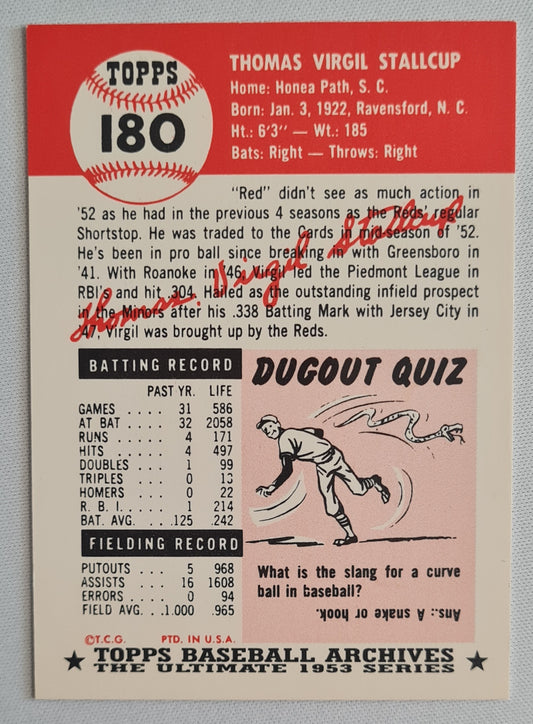 TOPPS
180
THOMAS VIRGIL STALLCUP
Home: Honea Path, S. C.
Born: Jan. 3, 1922, Ravensford, N. C.
Ht.: 6'3" — Wt.: 185
Bats: Right — Throws: Right
"Red" didn't see as much action in
'52 as he had in the previous 4 seasons as the Reds' regular
Shortstop. He was traded to the Cards in mid-season of '52.
He's been in pro ball since breaking in with Greensboro in
'41. With Roanoke in '46, Virgil led the Piedmont League in
RBI's and hit .304. Hailed as the outstanding infield prospect
in the Minors after his .338 Batting Mark with Jersey City in
'47, Virgil was brought up by the Reds.
Thomas Virgil Stallcup
BATTING RECORD
PAST YR. LIFE
GAMES . . . . 31 586
AT BAT . . . . 32 2058
RUNS . . . . . 4 171
HITS . . . . . 4 497
DOUBLES . . . 1 99
TRIPLES . . . 0 13
HOMERS . . . 0 22
R. B. I. . . . . 1 214
BAT. AVG. . . .125 .242
FIELDING RECORD
PUTOUTS . . . 5 968
ASSISTS . . . 16 1608
ERRORS . . . . 0 94
FIELD AVG. . .1.000 .965
DUGOUT QUIZ
What is the slang for a curve
ball in baseball?
Ans.: A snake or hook.
©T.C.G. PTD. IN U.S.A.
★ TOPPS BASEBALL ARCHIVES ★
THE ULTIMATE 1953 SERIES